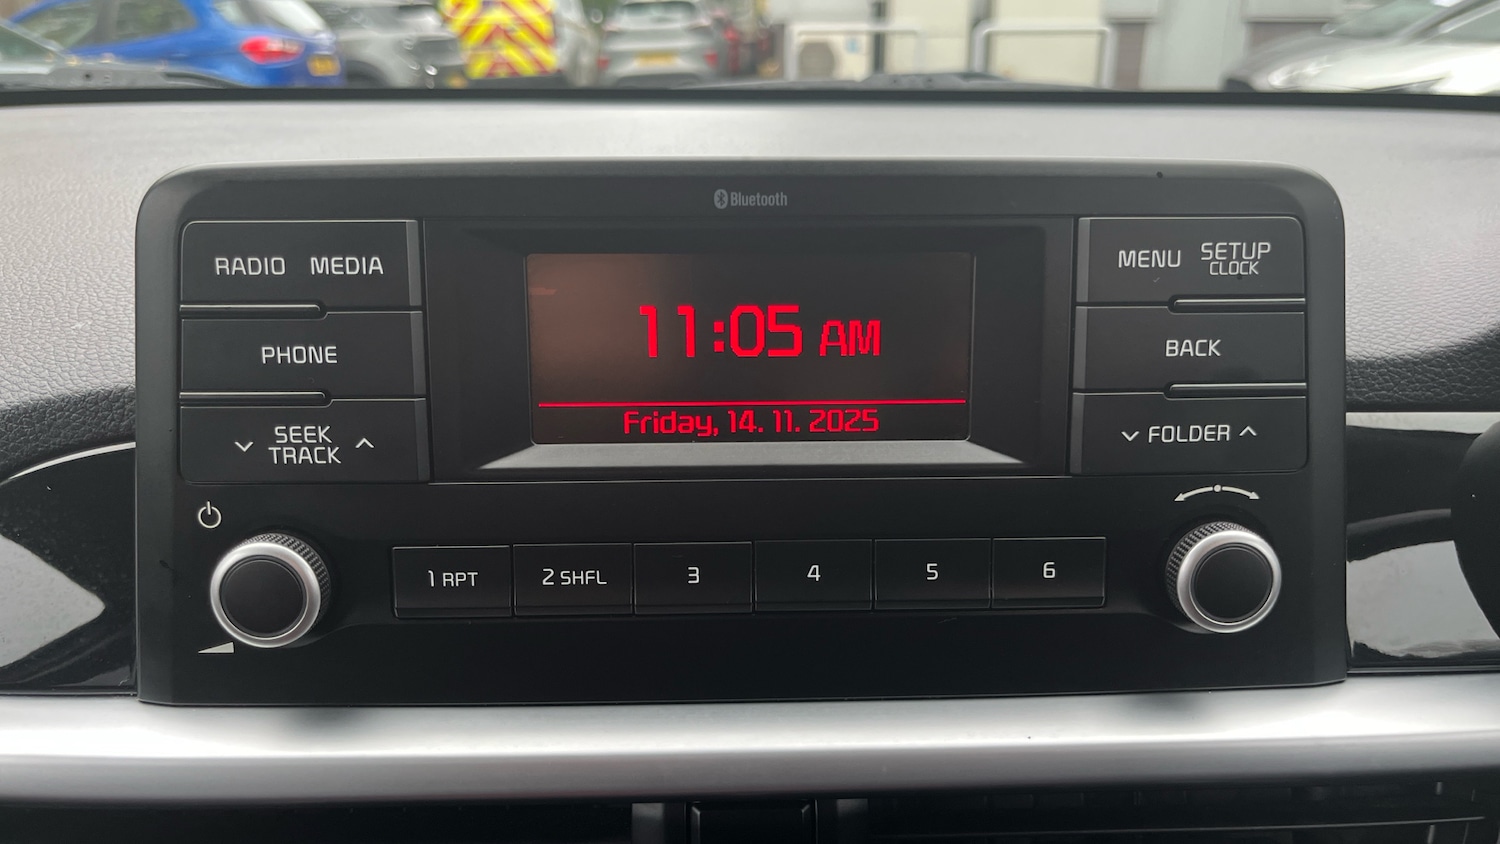 Bluetooth
RADIO MEDIA
PHONE
SEEK
TRACK
11:05 AM
Friday, 14. 11. 2025
MENU SETUP
CLOCK
BACK
FOLDER
1 RPT 2 SHFL 3 4 5 6